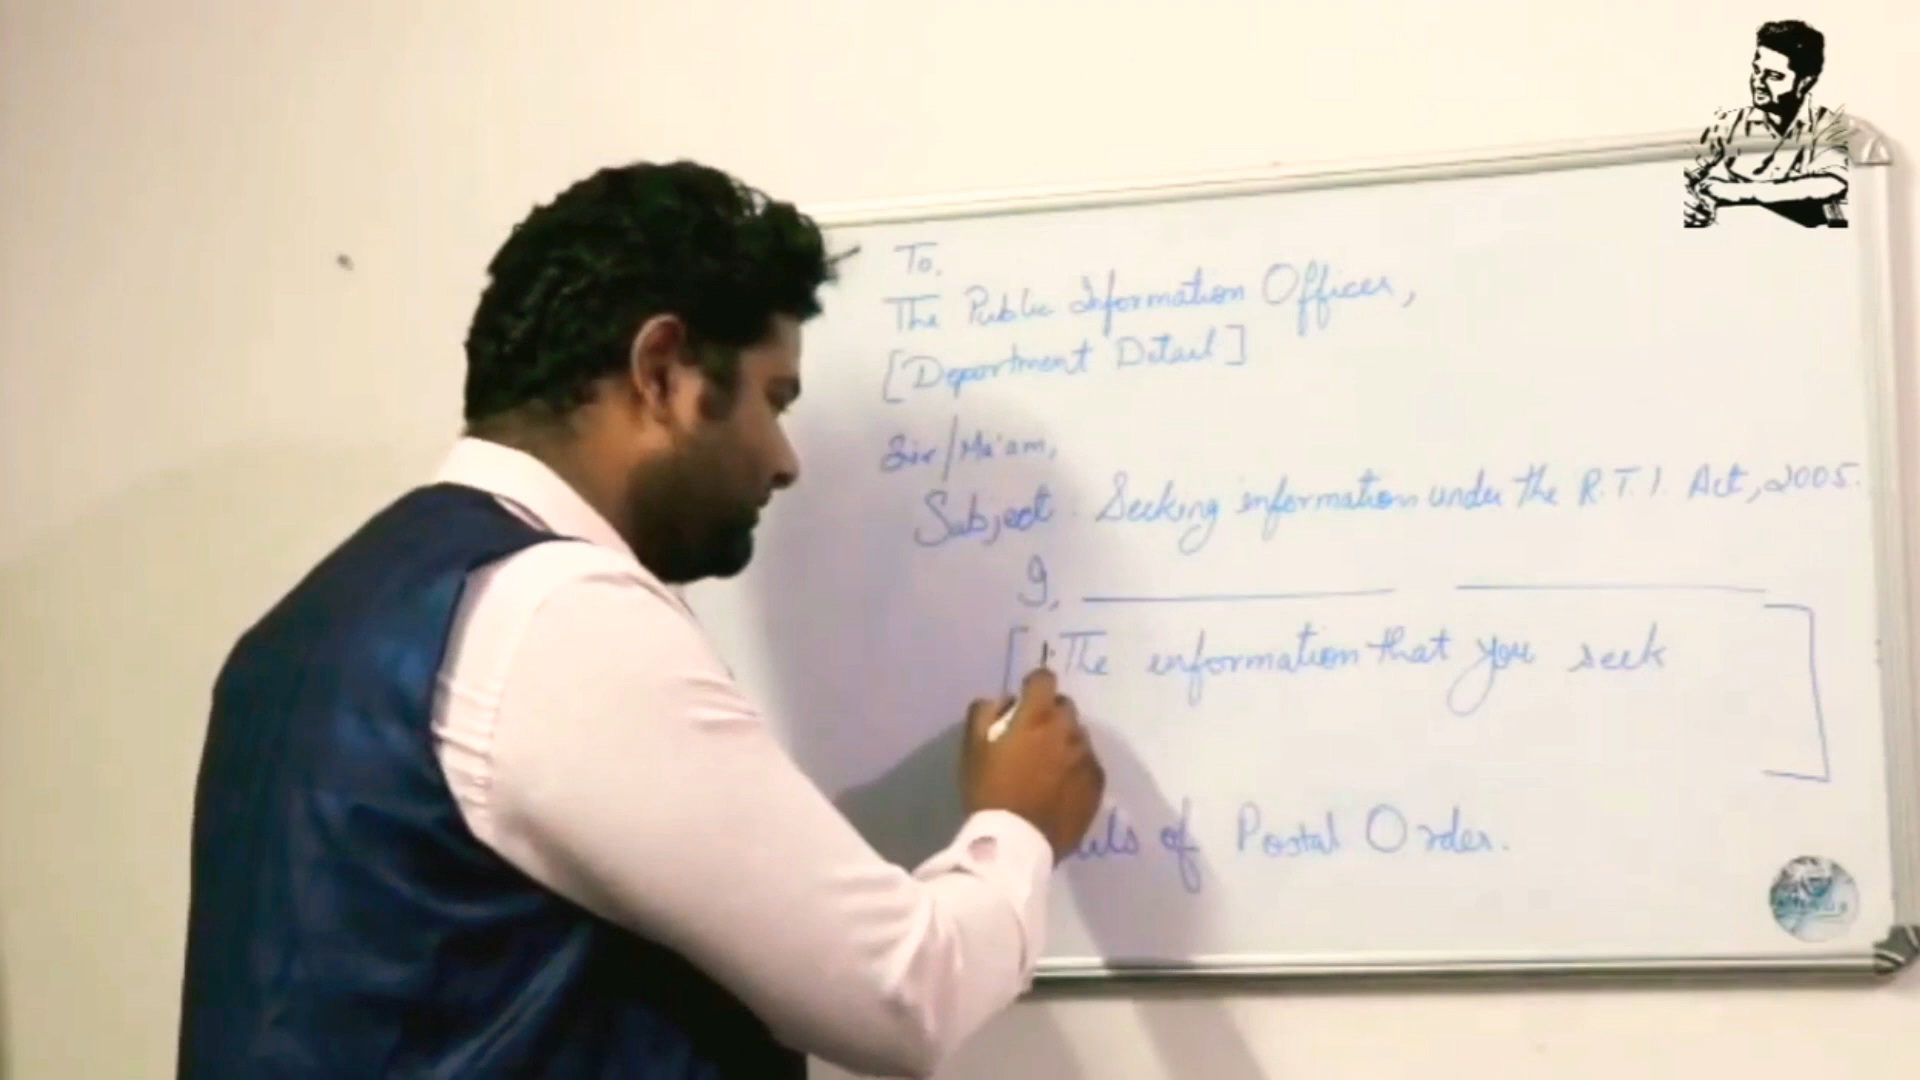 To,
The Public Information Officer,
[Department Detail]
Sir/Ma'am,
Subject: Seeking information under the R.T.I. Act, 2005.
I,
[ The information that you seek ]
of Postal Order.